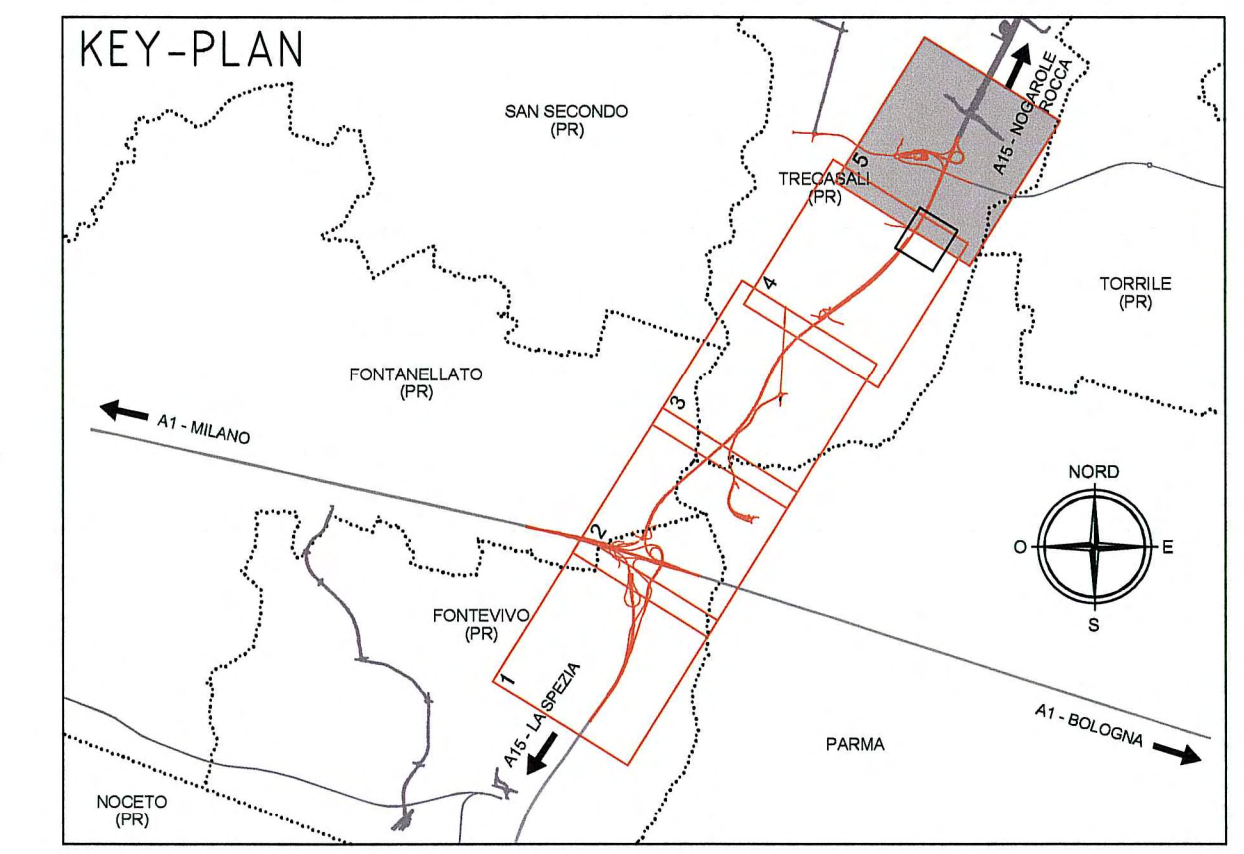 KEY-PLAN
SAN SECONDO
(PR)
A15 - NOGAROLE
ROCCA
5
TRECASALI
(PR)
TORRILE
(PR)
4
FONTANELLATO
(PR)
3
A1 - MILANO
NORD
O
E
S
2
FONTEVIVO
(PR)
1
A15 - LA SPEZIA
A1 - BOLOGNA
PARMA
NOCETO
(PR)